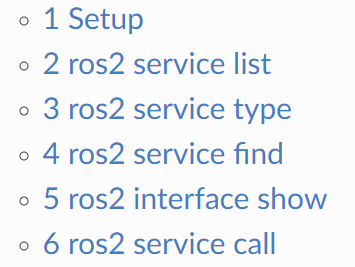 1 Setup
2 ros2 service list
3 ros2 service type
4 ros2 service find
5 ros2 interface show
6 ros2 service call